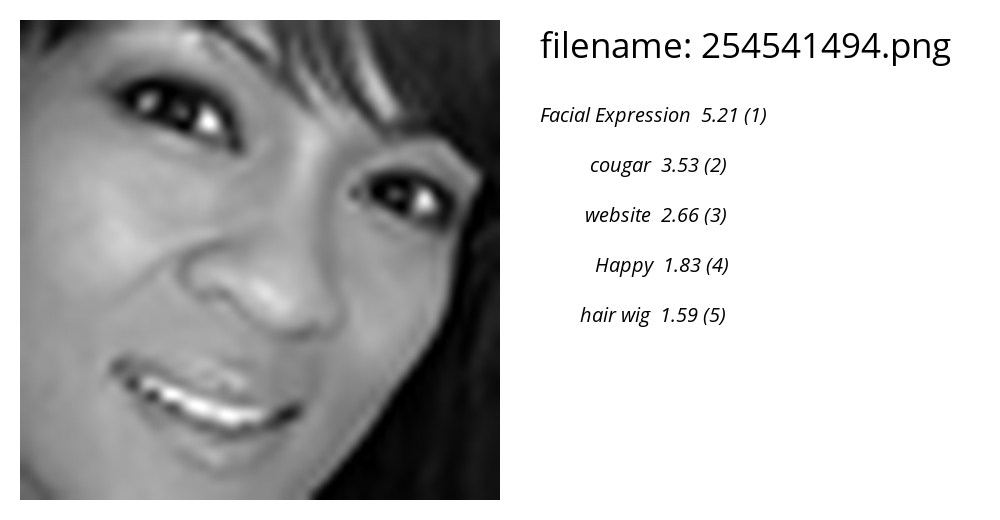 filename: 254541494.png
Facial Expression 5.21 (1)
cougar 3.53 (2)
website 2.66 (3)
Happy 1.83 (4)
hair wig 1.59 (5)